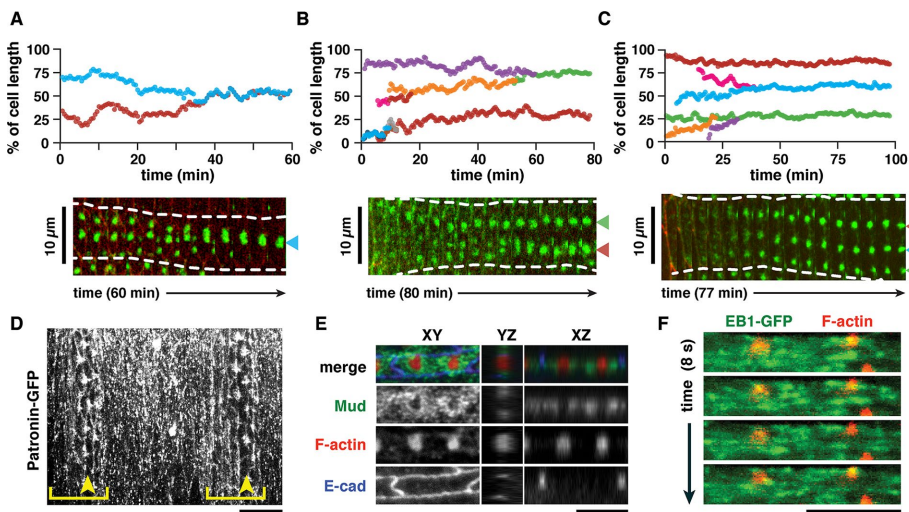 A
B
C
% of cell length
100
75
50
25
0
0
20
40
60
time (min)
% of cell length
100
75
50
25
0
0
20
40
60
80
time (min)
% of cell length
100
75
50
25
0
0
50
100
time (min)
10 µm
time (60 min)
10 µm
time (80 min)
10 µm
time (77 min)
D
Patronin-GFP
E
XY YZ XZ
merge
Mud
F-actin
E-cad
F
EB1-GFP F-actin
time (8 s)